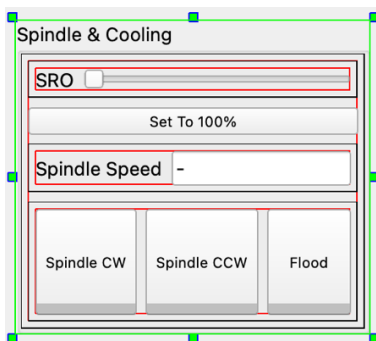 Spindle & Cooling
SRO
Set To 100%
Spindle Speed -
Spindle CW Spindle CCW Flood